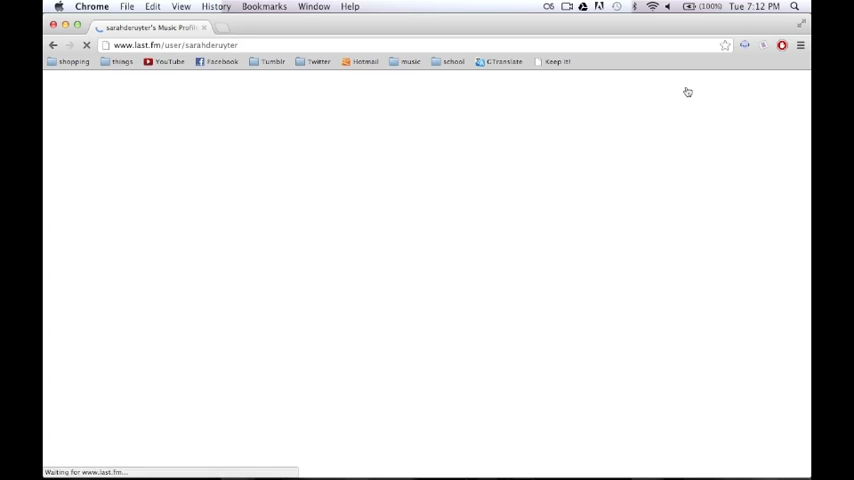 Chrome File Edit View History Bookmarks Window Help (100%) Tue 7:12 PM
sarahderuyter's Music Profil
www.last.fm/user/sarahderuyter
shopping things YouTube Facebook Tumblr Twitter Hotmail music school GTranslate Keep It!
Waiting for www.last.fm...